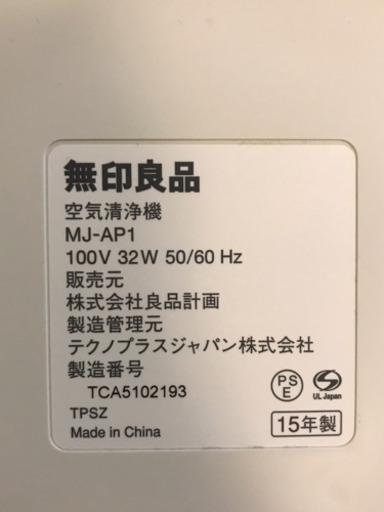 無印良品
空気清浄機
MJ-AP1
100V 32W 50/60 Hz
販売元
株式会社良品計画
製造管理元
テクノプラスジャパン株式会社
製造番号
TCA5102193
PS
E
UL Japan
TPSZ
Made in China
15年製